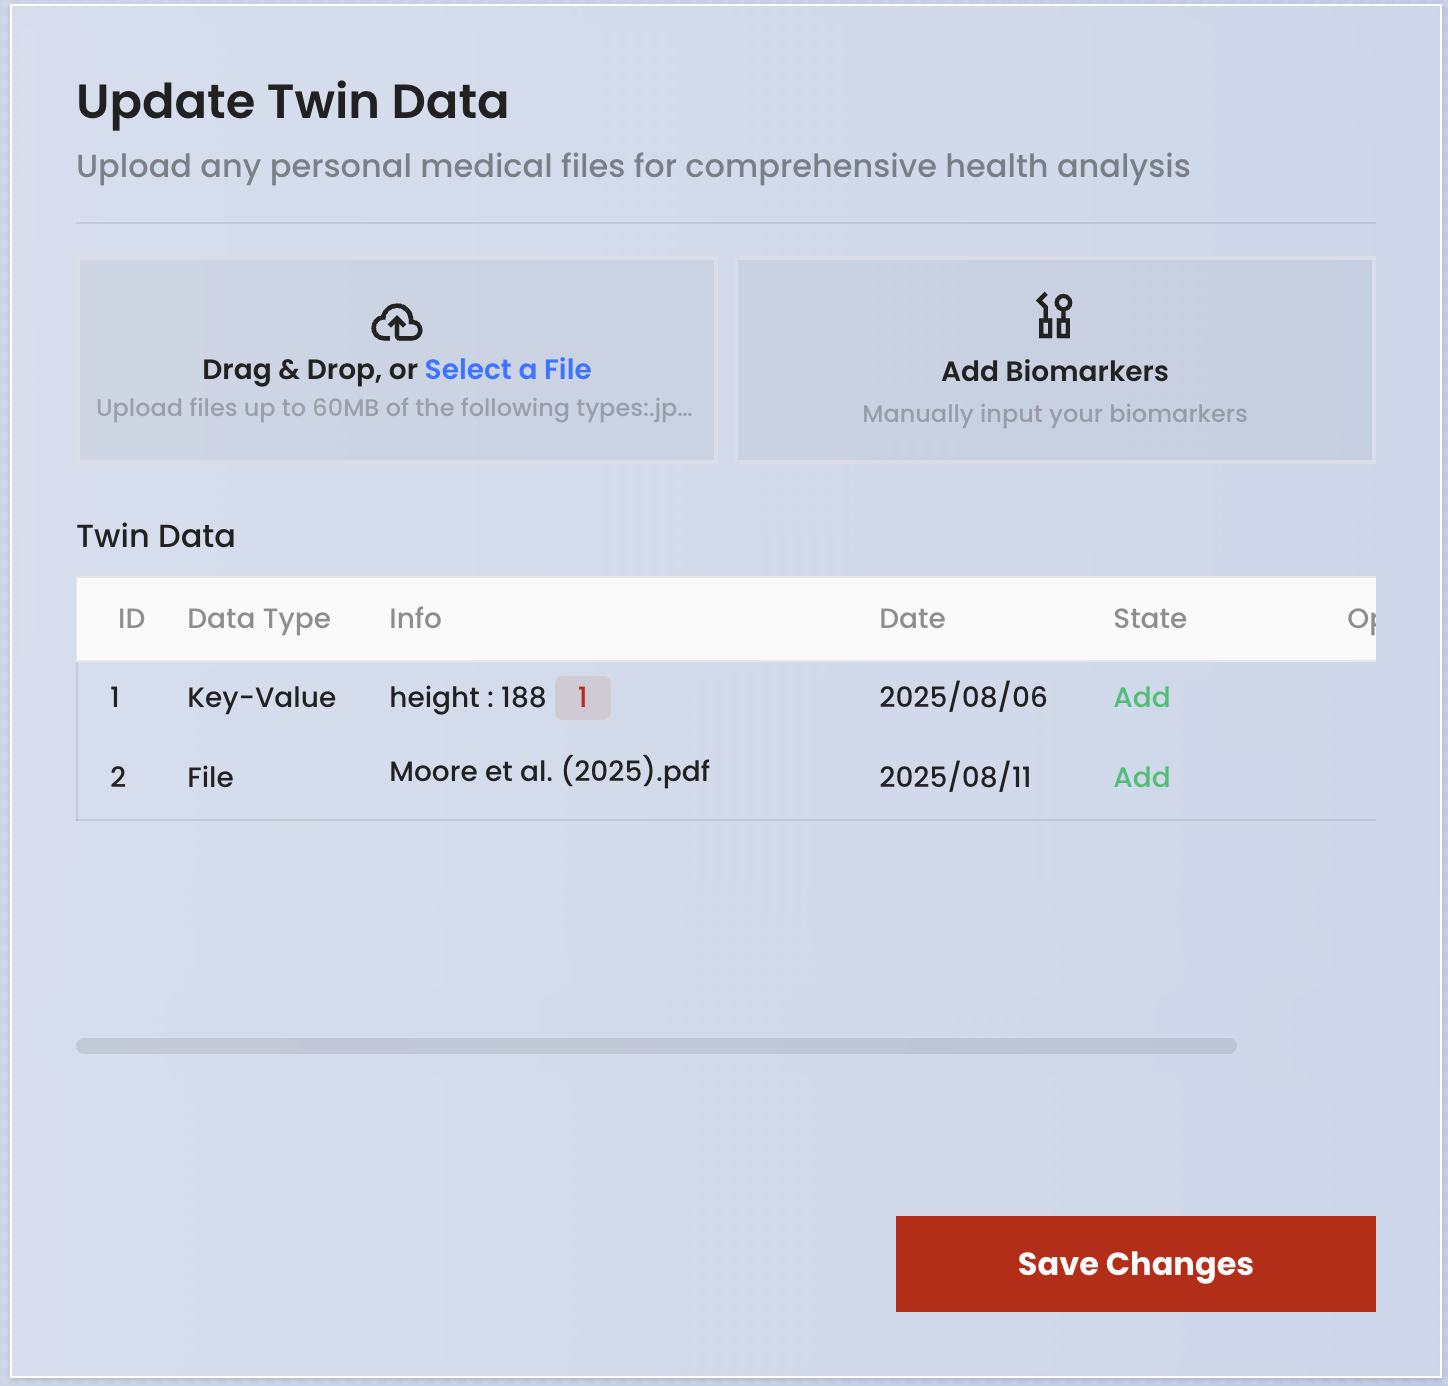 Update Twin Data
Upload any personal medical files for comprehensive health analysis
Drag & Drop, or Select a File
Upload files up to 60MB of the following types:.jp...
Add Biomarkers
Manually input your biomarkers
Twin Data
ID Data Type Info Date State Op
1 Key-Value height : 188 1 2025/08/06 Add
2 File Moore et al. (2025).pdf 2025/08/11 Add
Save Changes